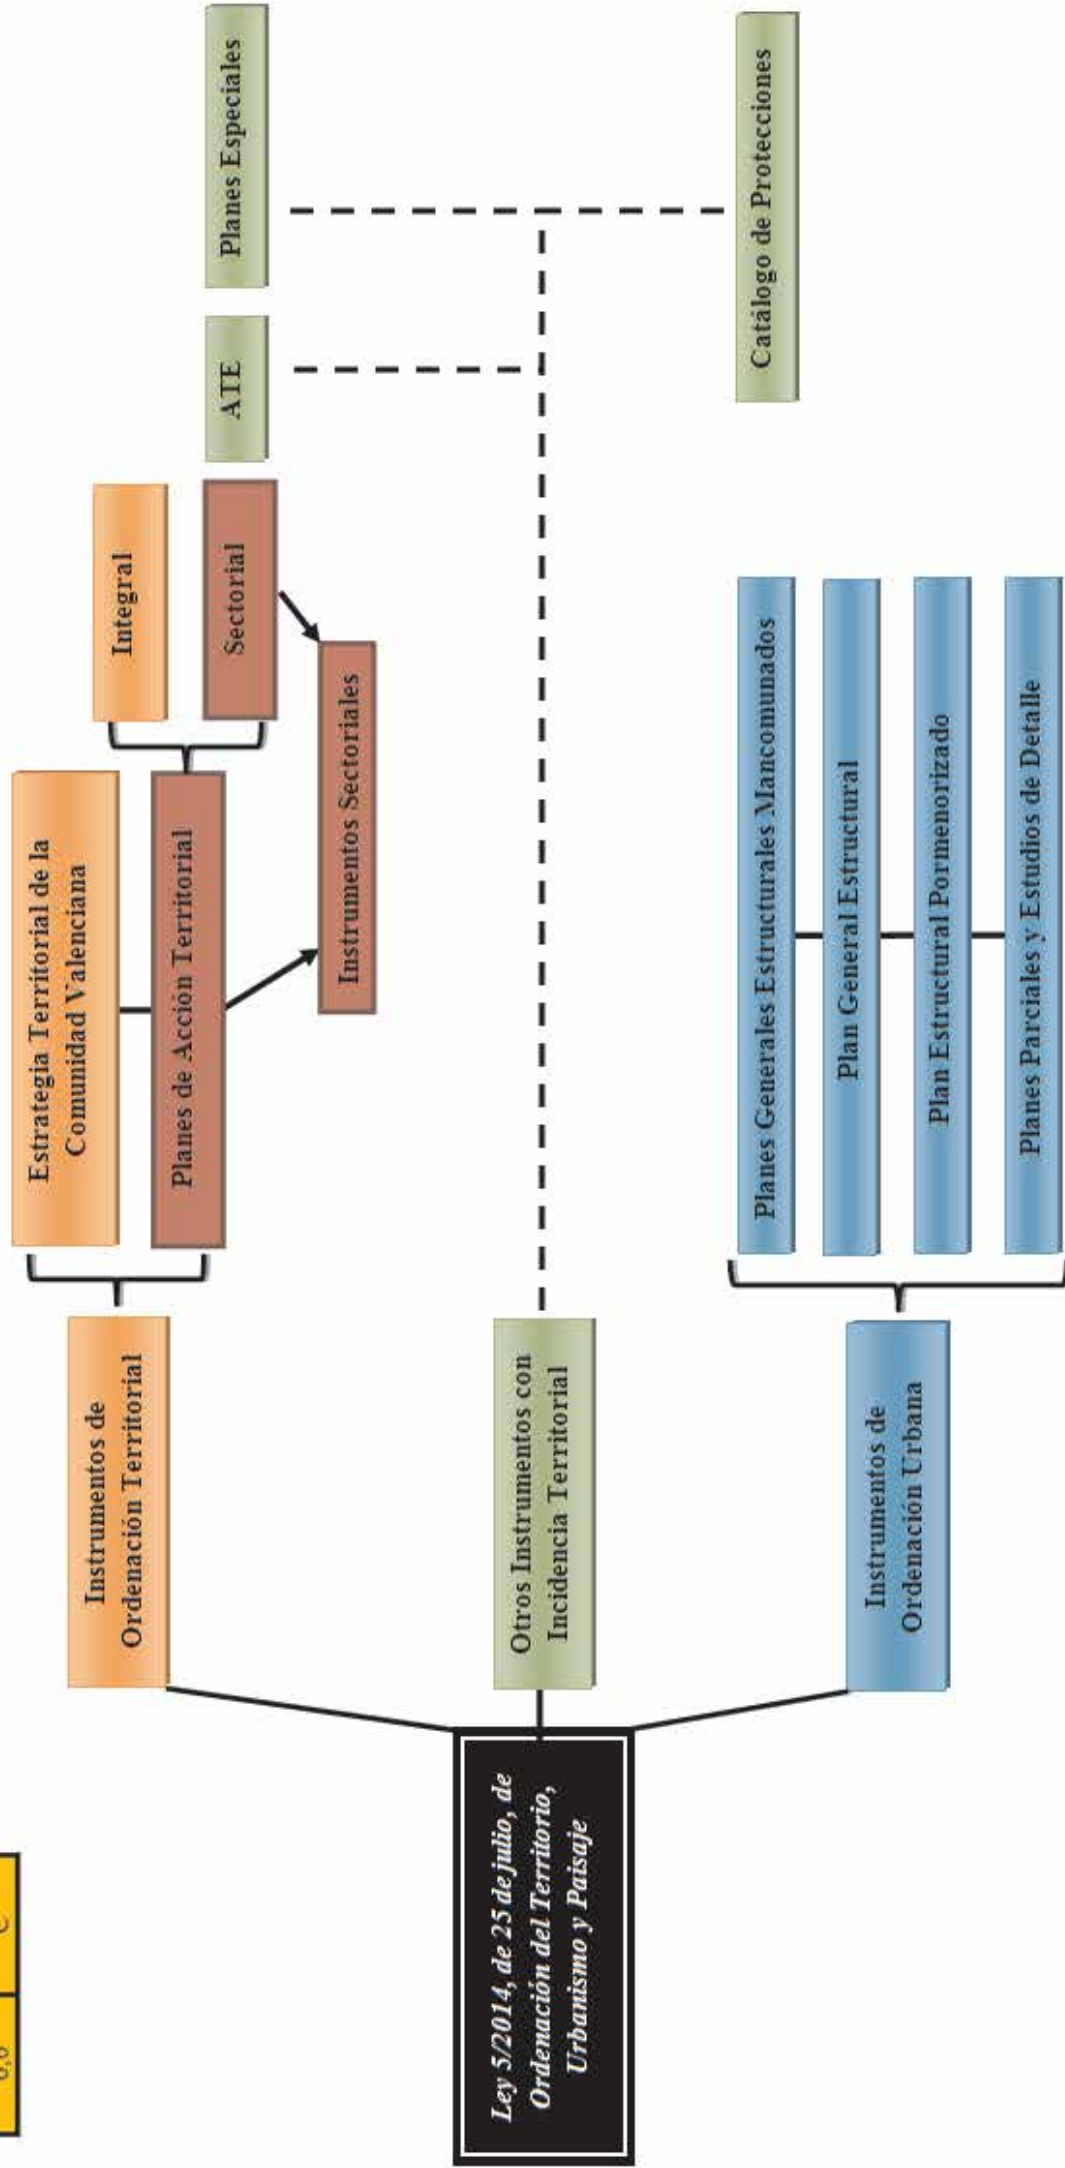 Ley 5/2014, de 25 de julio, de
Ordenación del Territorio,
Urbanismo y Paisaje
Instrumentos de
Ordenación Territorial
Estrategia Territorial de la
Comunidad Valenciana
Planes de Acción Territorial
Integral
Sectorial
Instrumentos Sectoriales
Otros Instrumentos con
Incidencia Territorial
ATE
Planes Especiales
Catálogo de Protecciones
Instrumentos de
Ordenación Urbana
Planes Generales Estructurales Mancomunados
Plan General Estructural
Plan Estructural Pormenorizado
Planes Parciales y Estudios de Detalle